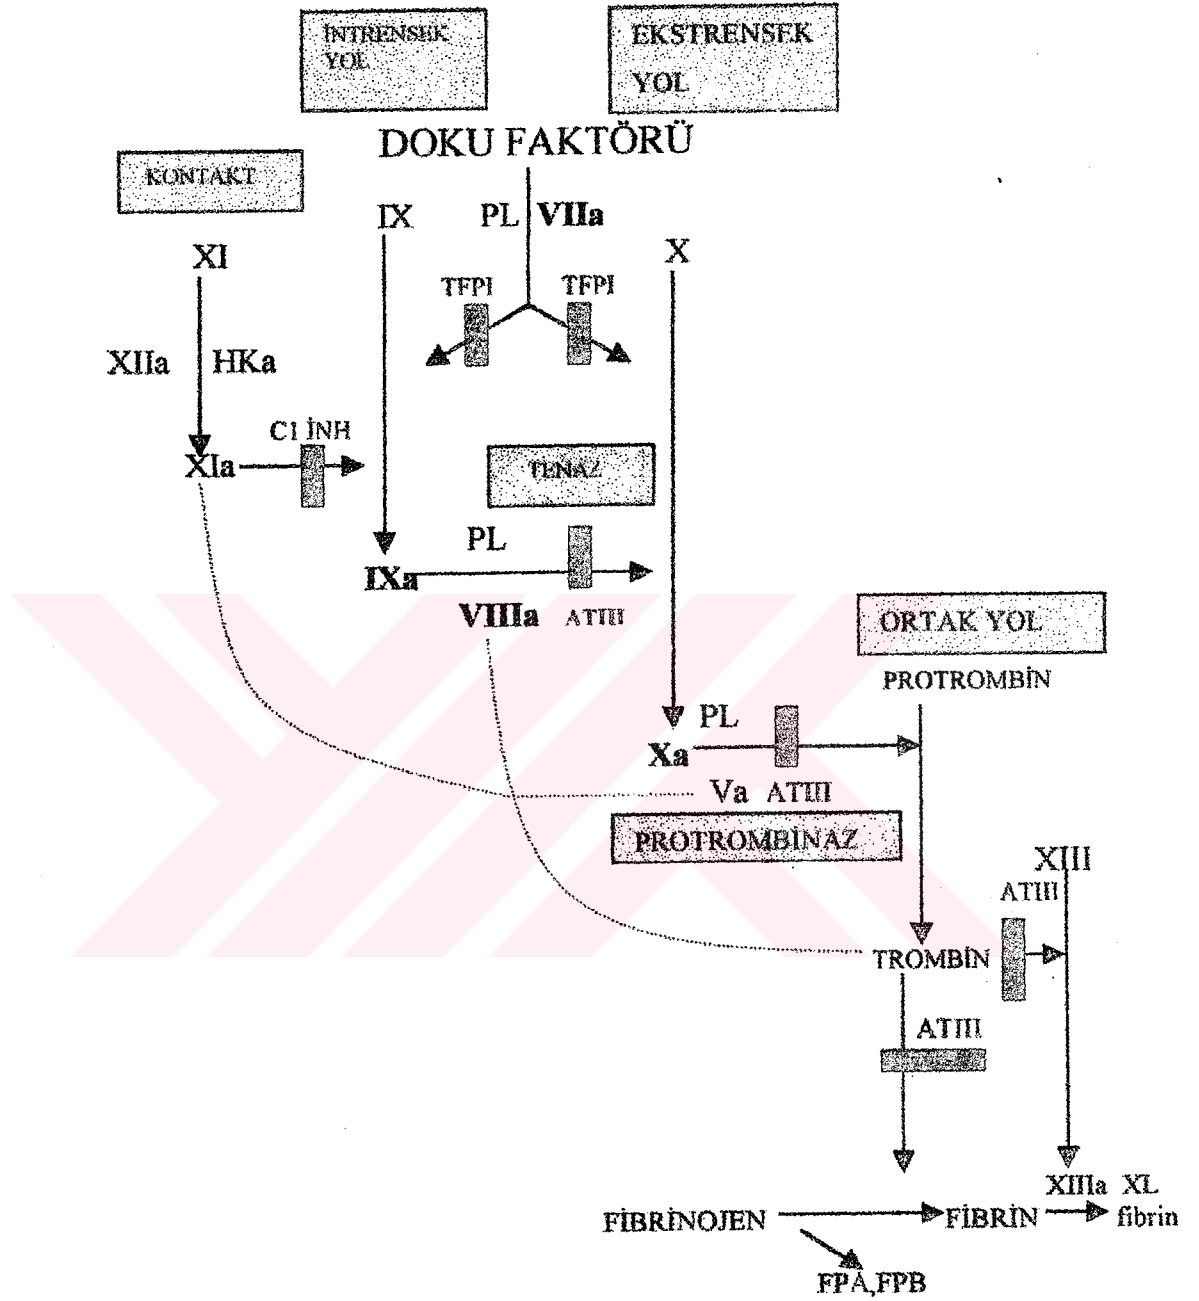 İNTRENSEK
YOL
EKSTRENSEK
YOL
DOKU FAKTÖRÜ
KONTAKT
IX
PL
VIIa
XI
X
TFPI
TFPI
XIIa
HKa
C1 İNH
XIa
TENAZ
PL
IXa
VIIIa
ATIII
ORTAK YOL
PROTROMBİN
PL
Xa
Va
ATIII
PROTROMBİNAZ
XIII
ATIII
TROMBİN
ATIII
XIIIa
XL
FİBRİNOJEN
FİBRİN
fibrin
FPA,FPB